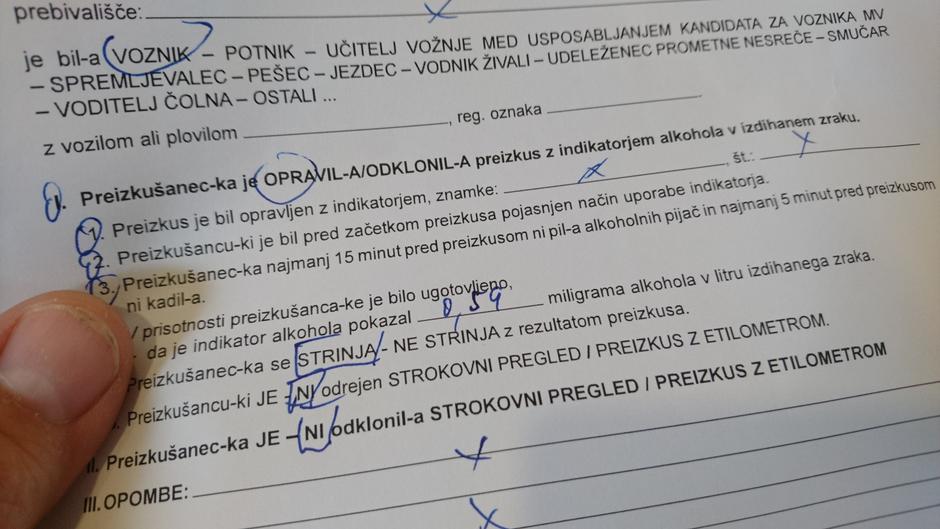 prebivališče: x
je bil-a VOZNIK – POTNIK – UČITELJ VOŽNJE MED USPOSABLJANJEM KANDIDATA ZA VOZNIKA MV
– SPREMLJEVALEC – PEŠEC – JEZDEC – VODNIK ŽIVALI – UDELEŽENEC PROMETNE NESREČE – SMUČAR
– VODITELJ ČOLNA – OSTALI ...
z vozilom ali plovilom , reg. oznaka
I. Preizkušanec-ka je OPRAVIL-A/ODKLONIL-A preizkus z indikatorjem alkohola v izdihanem zraku.
1. Preizkus je bil opravljen z indikatorjem, znamke: x , št.: x
2. Preizkušancu-ki je bil pred začetkom preizkusa pojasnjen način uporabe indikatorja.
3. Preizkušanec-ka najmanj 15 minut pred preizkusom ni pil-a alkoholnih pijač in najmanj 5 minut pred preizkusom
ni kadil-a.
V prisotnosti preizkušanca-ke je bilo ugotovljeno,
da je indikator alkohola pokazal 0,59 miligrama alkohola v litru izdihanega zraka.
Preizkušanec-ka se STRINJA - NE STRINJA z rezultatom preizkusa.
Preizkušancu-ki JE – NI odrejen STROKOVNI PREGLED / PREIZKUS Z ETILOMETROM.
II. Preizkušanec-ka JE – NI odklonil-a STROKOVNI PREGLED / PREIZKUS Z ETILOMETROM
x
III. OPOMBE:
x